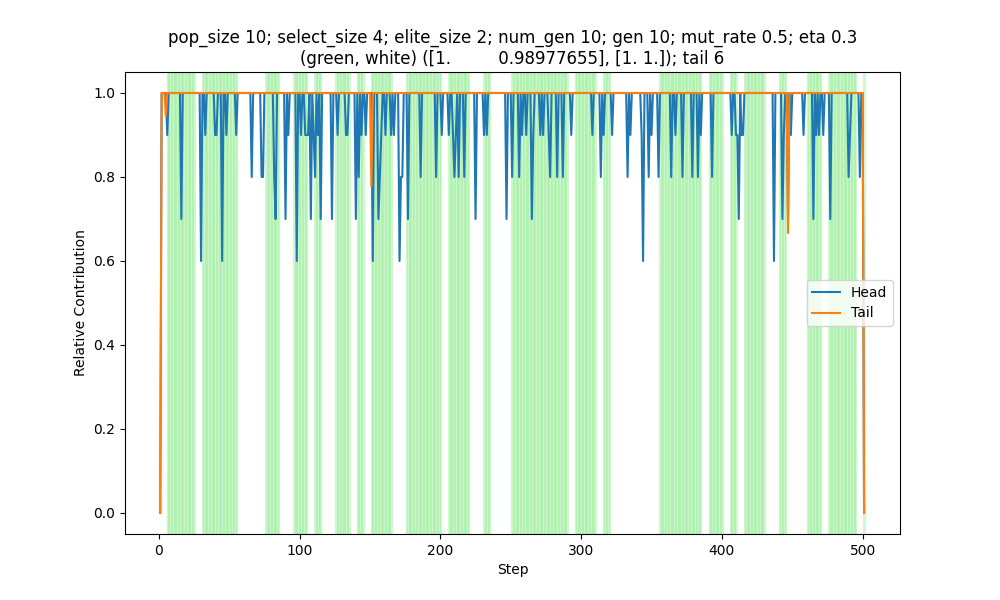 pop_size 10; select_size 4; elite_size 2; num_gen 10; gen 10; mut_rate 0.5; eta 0.3
(green, white) ([1.         0.98977655], [1. 1.]); tail 6
1.0
0.8
0.6
0.4
0.2
0.0
Relative Contribution
Head
Tail
0
100
200
300
400
500
Step